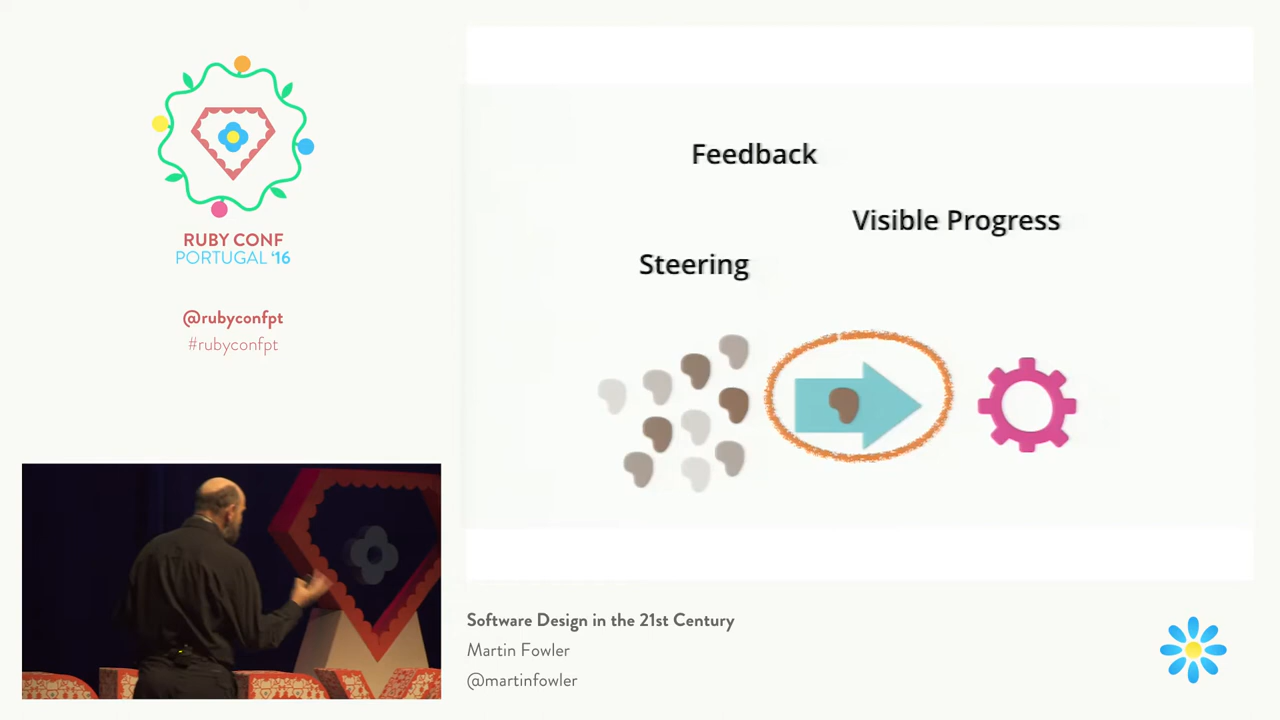 RUBY CONF
PORTUGAL ‘16
@rubyconfpt
#rubyconfpt
Feedback
Visible Progress
Steering
Software Design in the 21st Century
Martin Fowler
@martinfowler